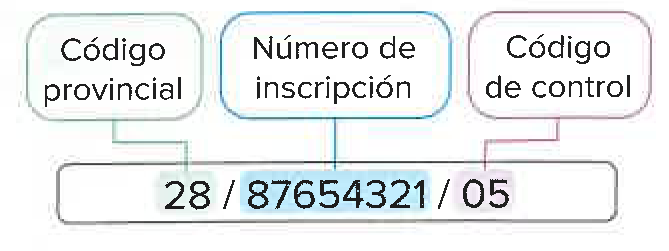 Código
provincial
Número de
inscripción
Código
de control
28 / 87654321 / 05